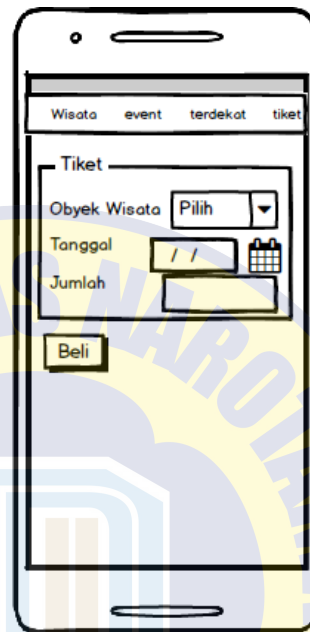 Wisata event terdekat tiket
Tiket
Obyek Wisata Pilih
Tanggal / /
Jumlah
Beli